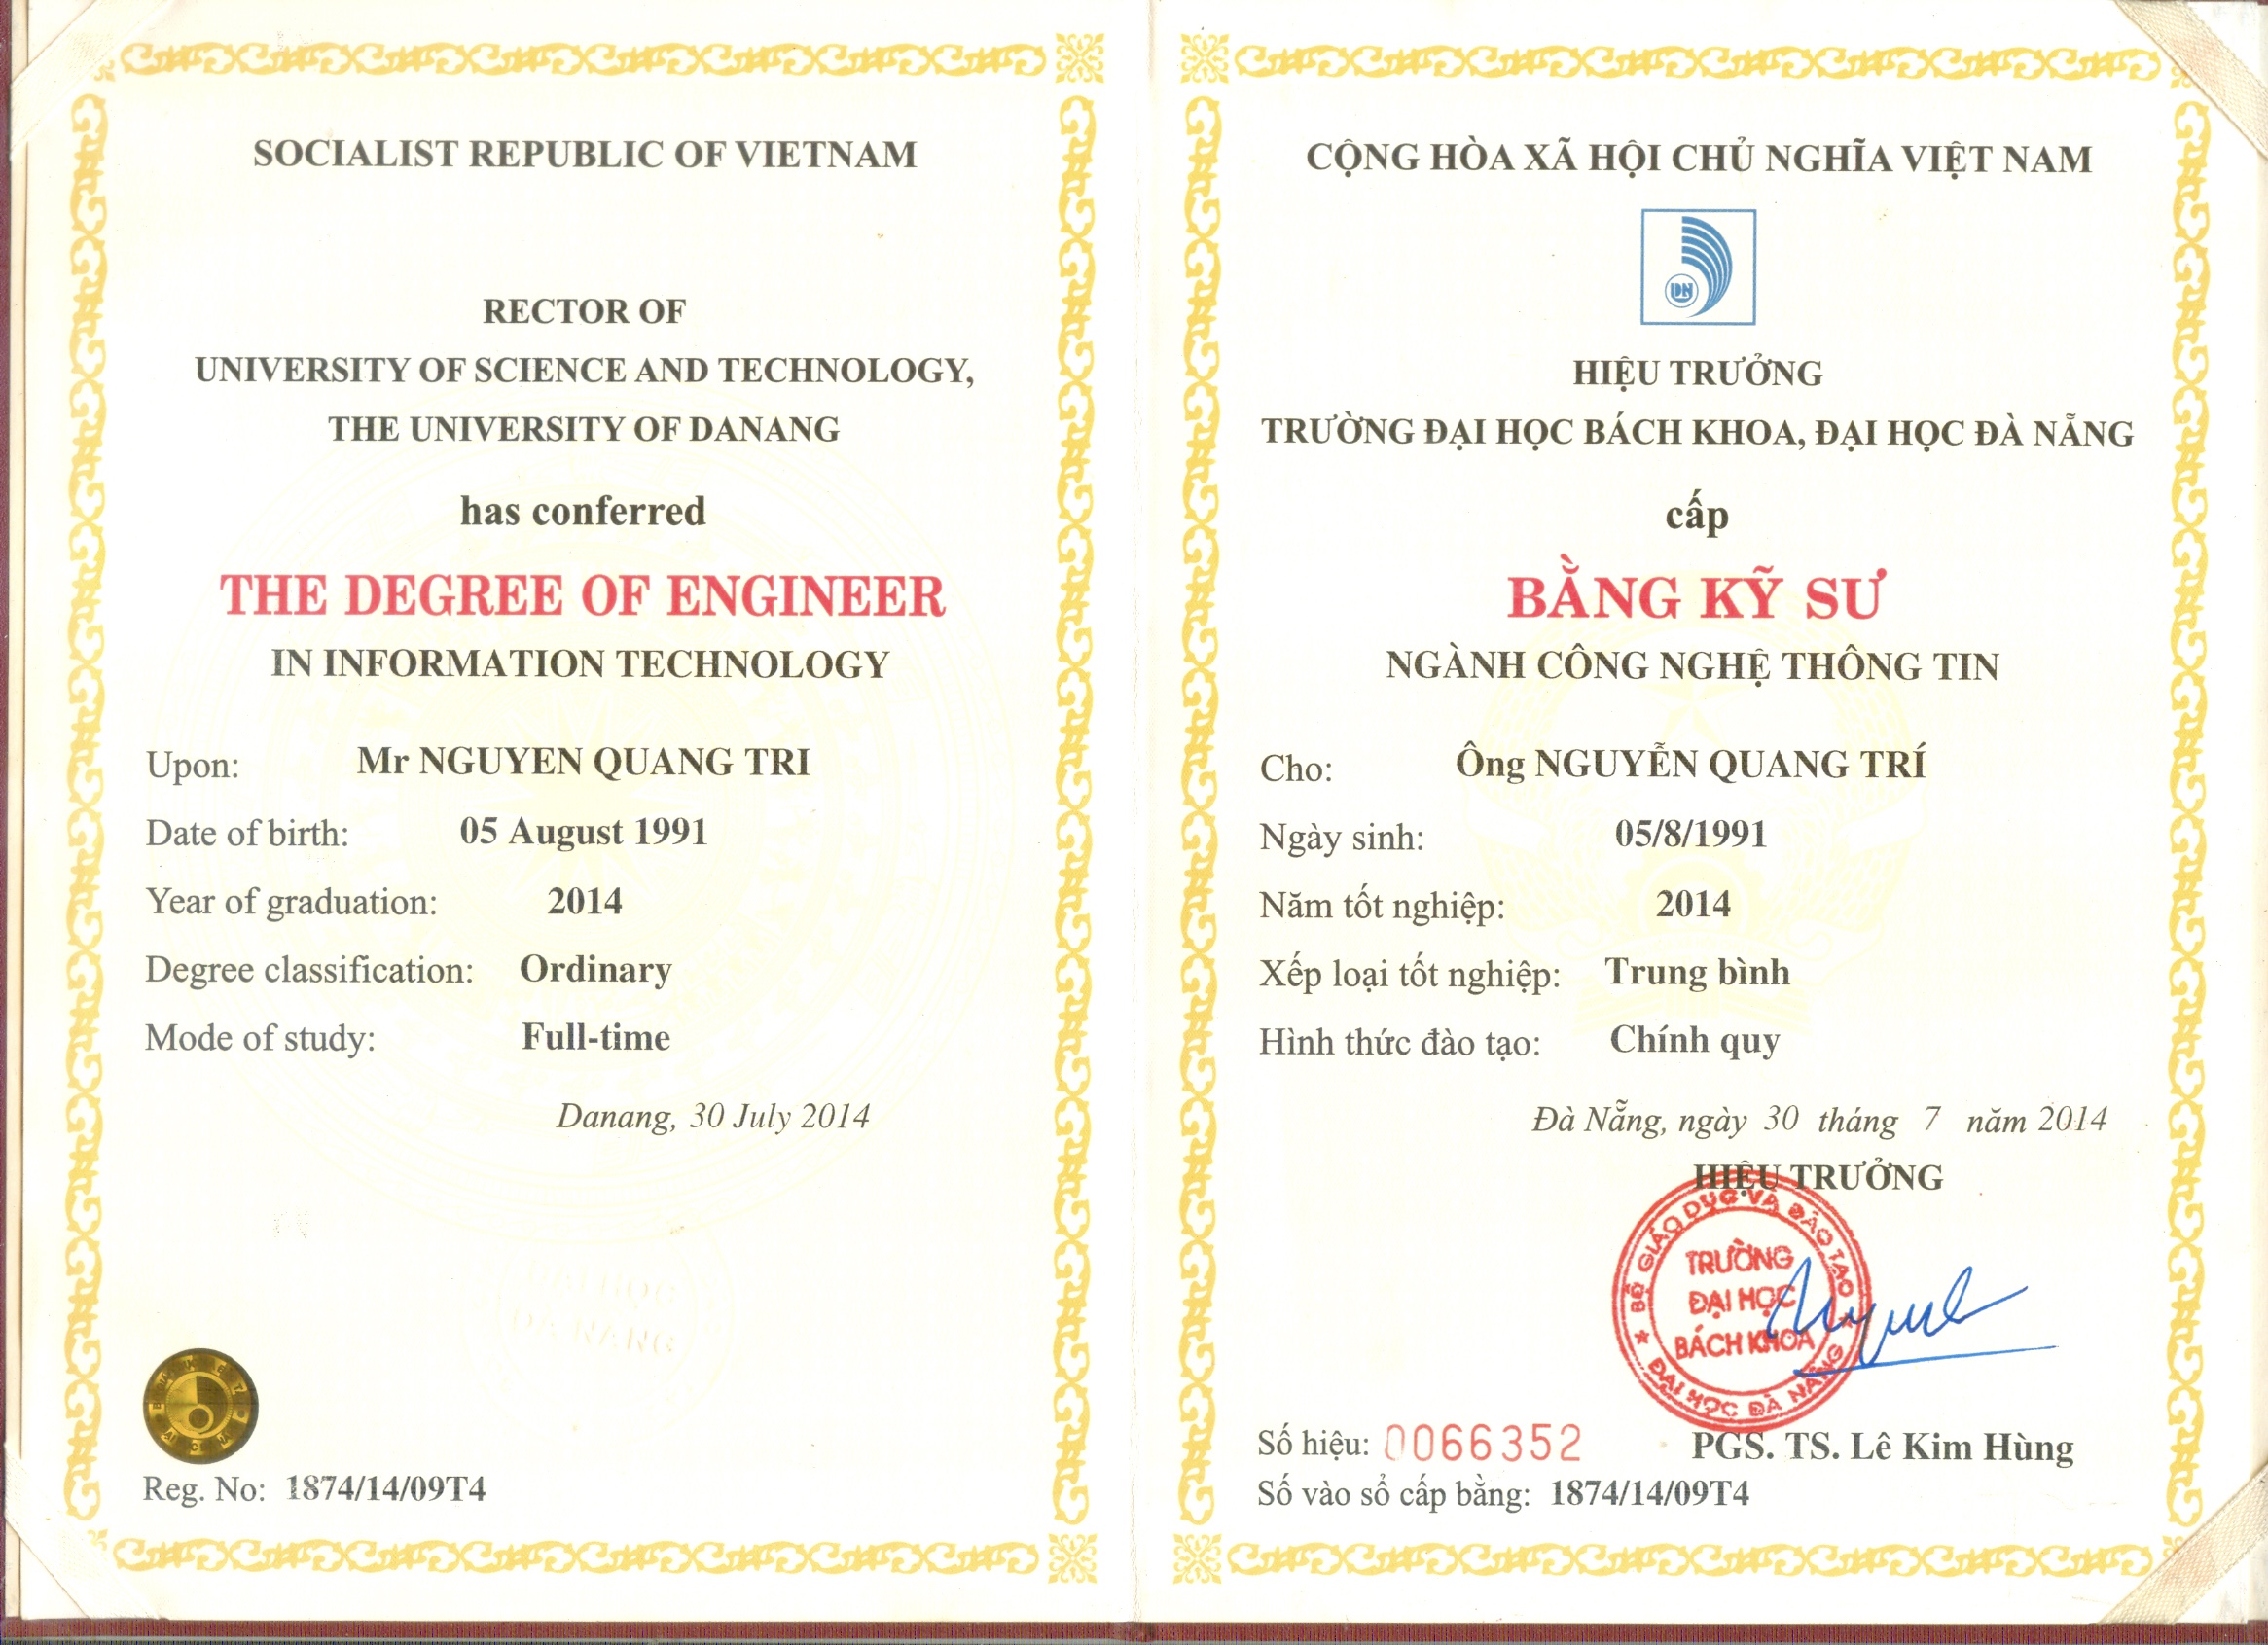 SOCIALIST REPUBLIC OF VIETNAM
RECTOR OF
UNIVERSITY OF SCIENCE AND TECHNOLOGY,
THE UNIVERSITY OF DANANG
has conferred
THE DEGREE OF ENGINEER
IN INFORMATION TECHNOLOGY
Upon: Mr NGUYEN QUANG TRI
Date of birth: 05 August 1991
Year of graduation: 2014
Degree classification: Ordinary
Mode of study: Full-time
Danang, 30 July 2014
ĐẠI HỌC
ĐÀ NẴNG
Reg. No: 1874/14/09T4
CỘNG HÒA XÃ HỘI CHỦ NGHĨA VIỆT NAM
ĐN
HIỆU TRƯỞNG
TRƯỜNG ĐẠI HỌC BÁCH KHOA, ĐẠI HỌC ĐÀ NẴNG
cấp
BẰNG KỸ SƯ
NGÀNH CÔNG NGHỆ THÔNG TIN
Cho: Ông NGUYỄN QUANG TRÍ
Ngày sinh: 05/8/1991
Năm tốt nghiệp: 2014
Xếp loại tốt nghiệp: Trung bình
Hình thức đào tạo: Chính quy
Đà Nẵng, ngày 30 tháng 7 năm 2014
HIỆU TRƯỞNG
BỘ GIÁO DỤC VÀ ĐÀO TẠO
TRƯỜNG
ĐẠI HỌC
BÁCH KHOA
★ ĐẠI HỌC ĐÀ NẴNG ★
Số hiệu: 0066352
PGS. TS. Lê Kim Hùng
Số vào sổ cấp bằng: 1874/14/09T4